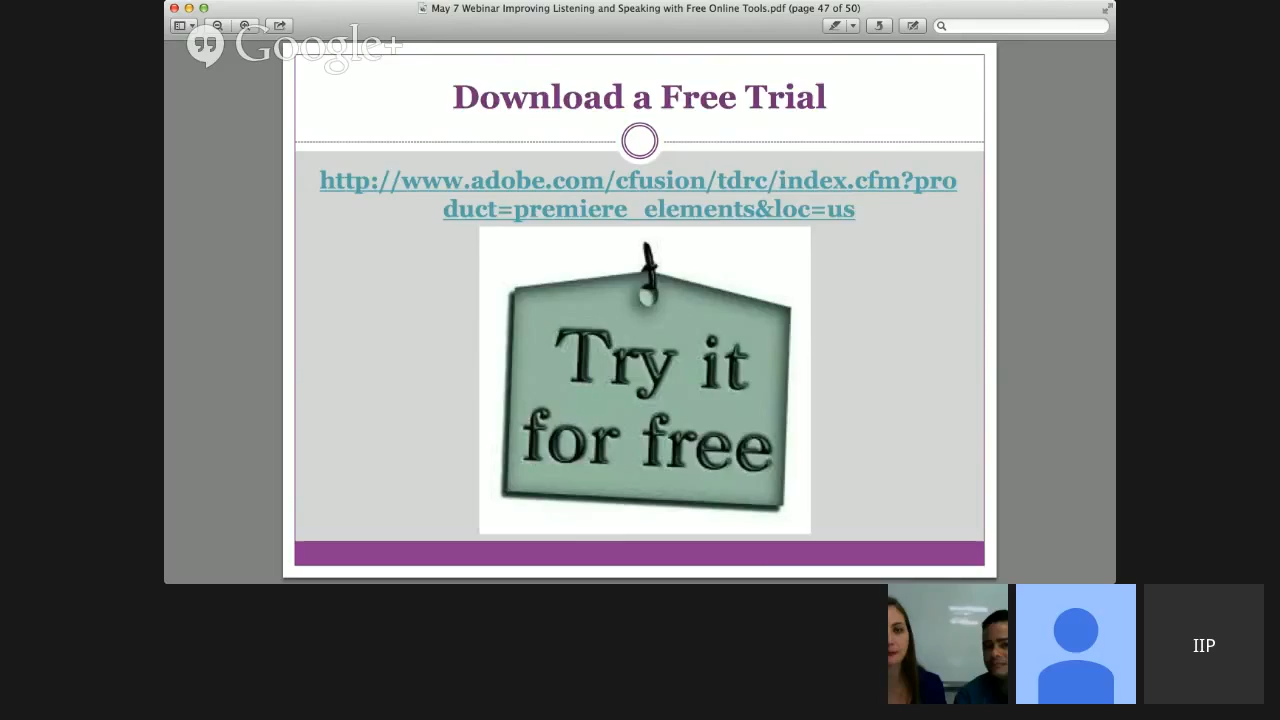 May 7 Webinar Improving Listening and Speaking with Free Online Tools.pdf (page 47 of 50)
Google+
Download a Free Trial
http://www.adobe.com/cfusion/tdrc/index.cfm?pro
duct=premiere_elements&loc=us
Try it
for free
IIP